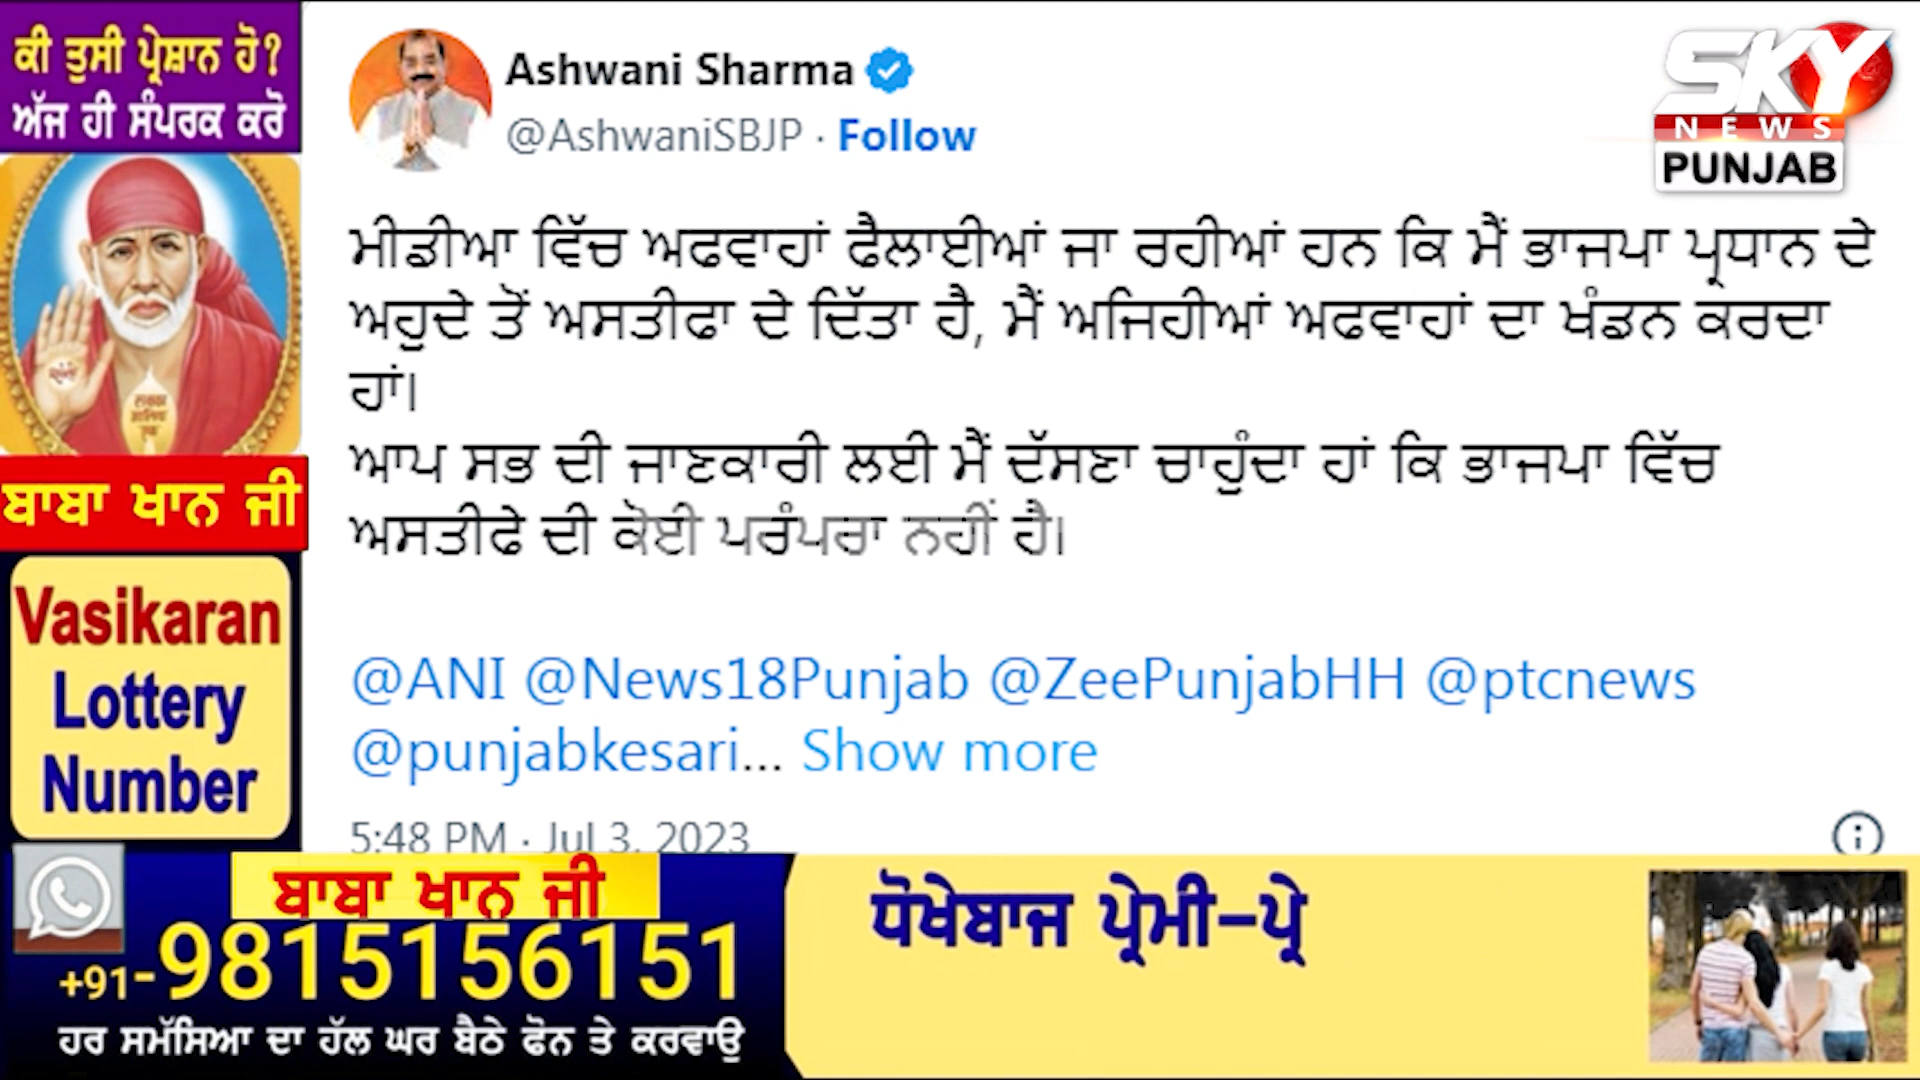 ਕੀ ਤੁਸੀ ਪ੍ਰੇਸ਼ਾਨ ਹੋ?
ਅੱਜ ਹੀ ਸੰਪਰਕ ਕਰੋ
ਬਾਬਾ ਖਾਨ ਜੀ
Vasikaran
Lottery
Number
Ashwani Sharma
@AshwaniSBJP · Follow
SKY
NEWS
PUNJAB
ਮੀਡੀਆ ਵਿੱਚ ਅਫਵਾਹਾਂ ਫੈਲਾਈਆਂ ਜਾ ਰਹੀਆਂ ਹਨ ਕਿ ਮੈਂ ਭਾਜਪਾ ਪ੍ਰਧਾਨ ਦੇ
ਅਹੁਦੇ ਤੋਂ ਅਸਤੀਫਾ ਦੇ ਦਿੱਤਾ ਹੈ, ਮੈਂ ਅਜਿਹੀਆਂ ਅਫਵਾਹਾਂ ਦਾ ਖੰਡਨ ਕਰਦਾ
ਹਾਂ।
ਆਪ ਸਭ ਦੀ ਜਾਣਕਾਰੀ ਲਈ ਮੈਂ ਦੱਸਣਾ ਚਾਹੁੰਦਾ ਹਾਂ ਕਿ ਭਾਜਪਾ ਵਿੱਚ
ਅਸਤੀਫੇ ਦੀ ਕੋਈ ਪਰੰਪਰਾ ਨਹੀਂ ਹੈ।
@ANI @News18Punjab @ZeePunjabHH @ptcnews
@punjabkesari... Show more
5:48 PM · Jul 3, 2023
ਬਾਬਾ ਖਾਨ ਜੀ
+91-9815156151
ਹਰ ਸਮੱਸਿਆ ਦਾ ਹੱਲ ਘਰ ਬੈਠੇ ਫੋਨ ਤੇ ਕਰਵਾਉ
ਧੋਖੇਬਾਜ ਪ੍ਰੇਮੀ-ਪ੍ਰੇ